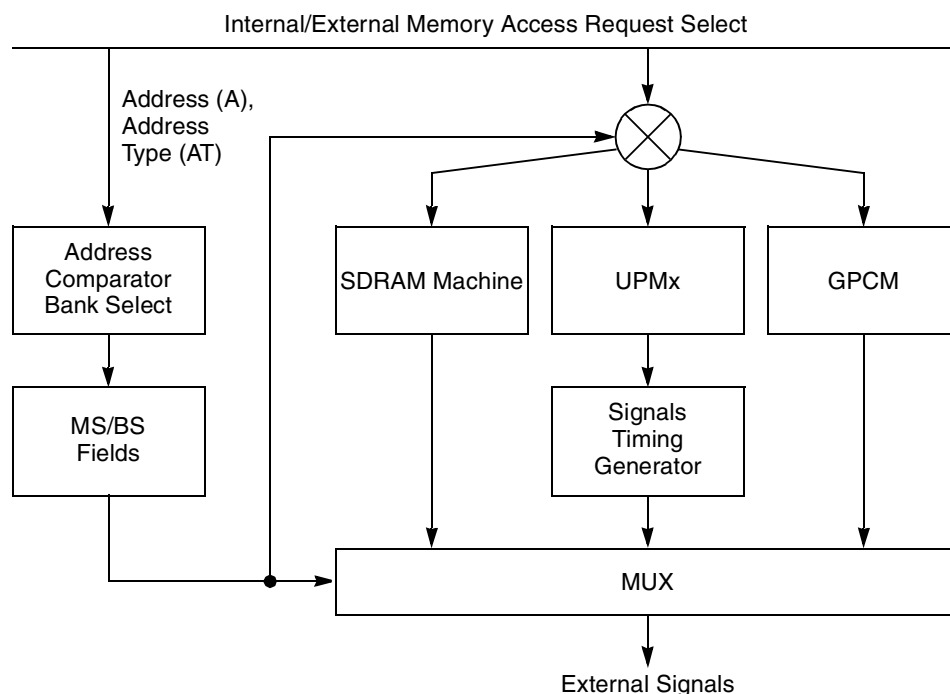 Internal/External Memory Access Request Select
Address (A),
Address
Type (AT)
Address
Comparator
Bank Select
SDRAM Machine
UPMx
GPCM
MS/BS
Fields
Signals
Timing
Generator
MUX
External Signals